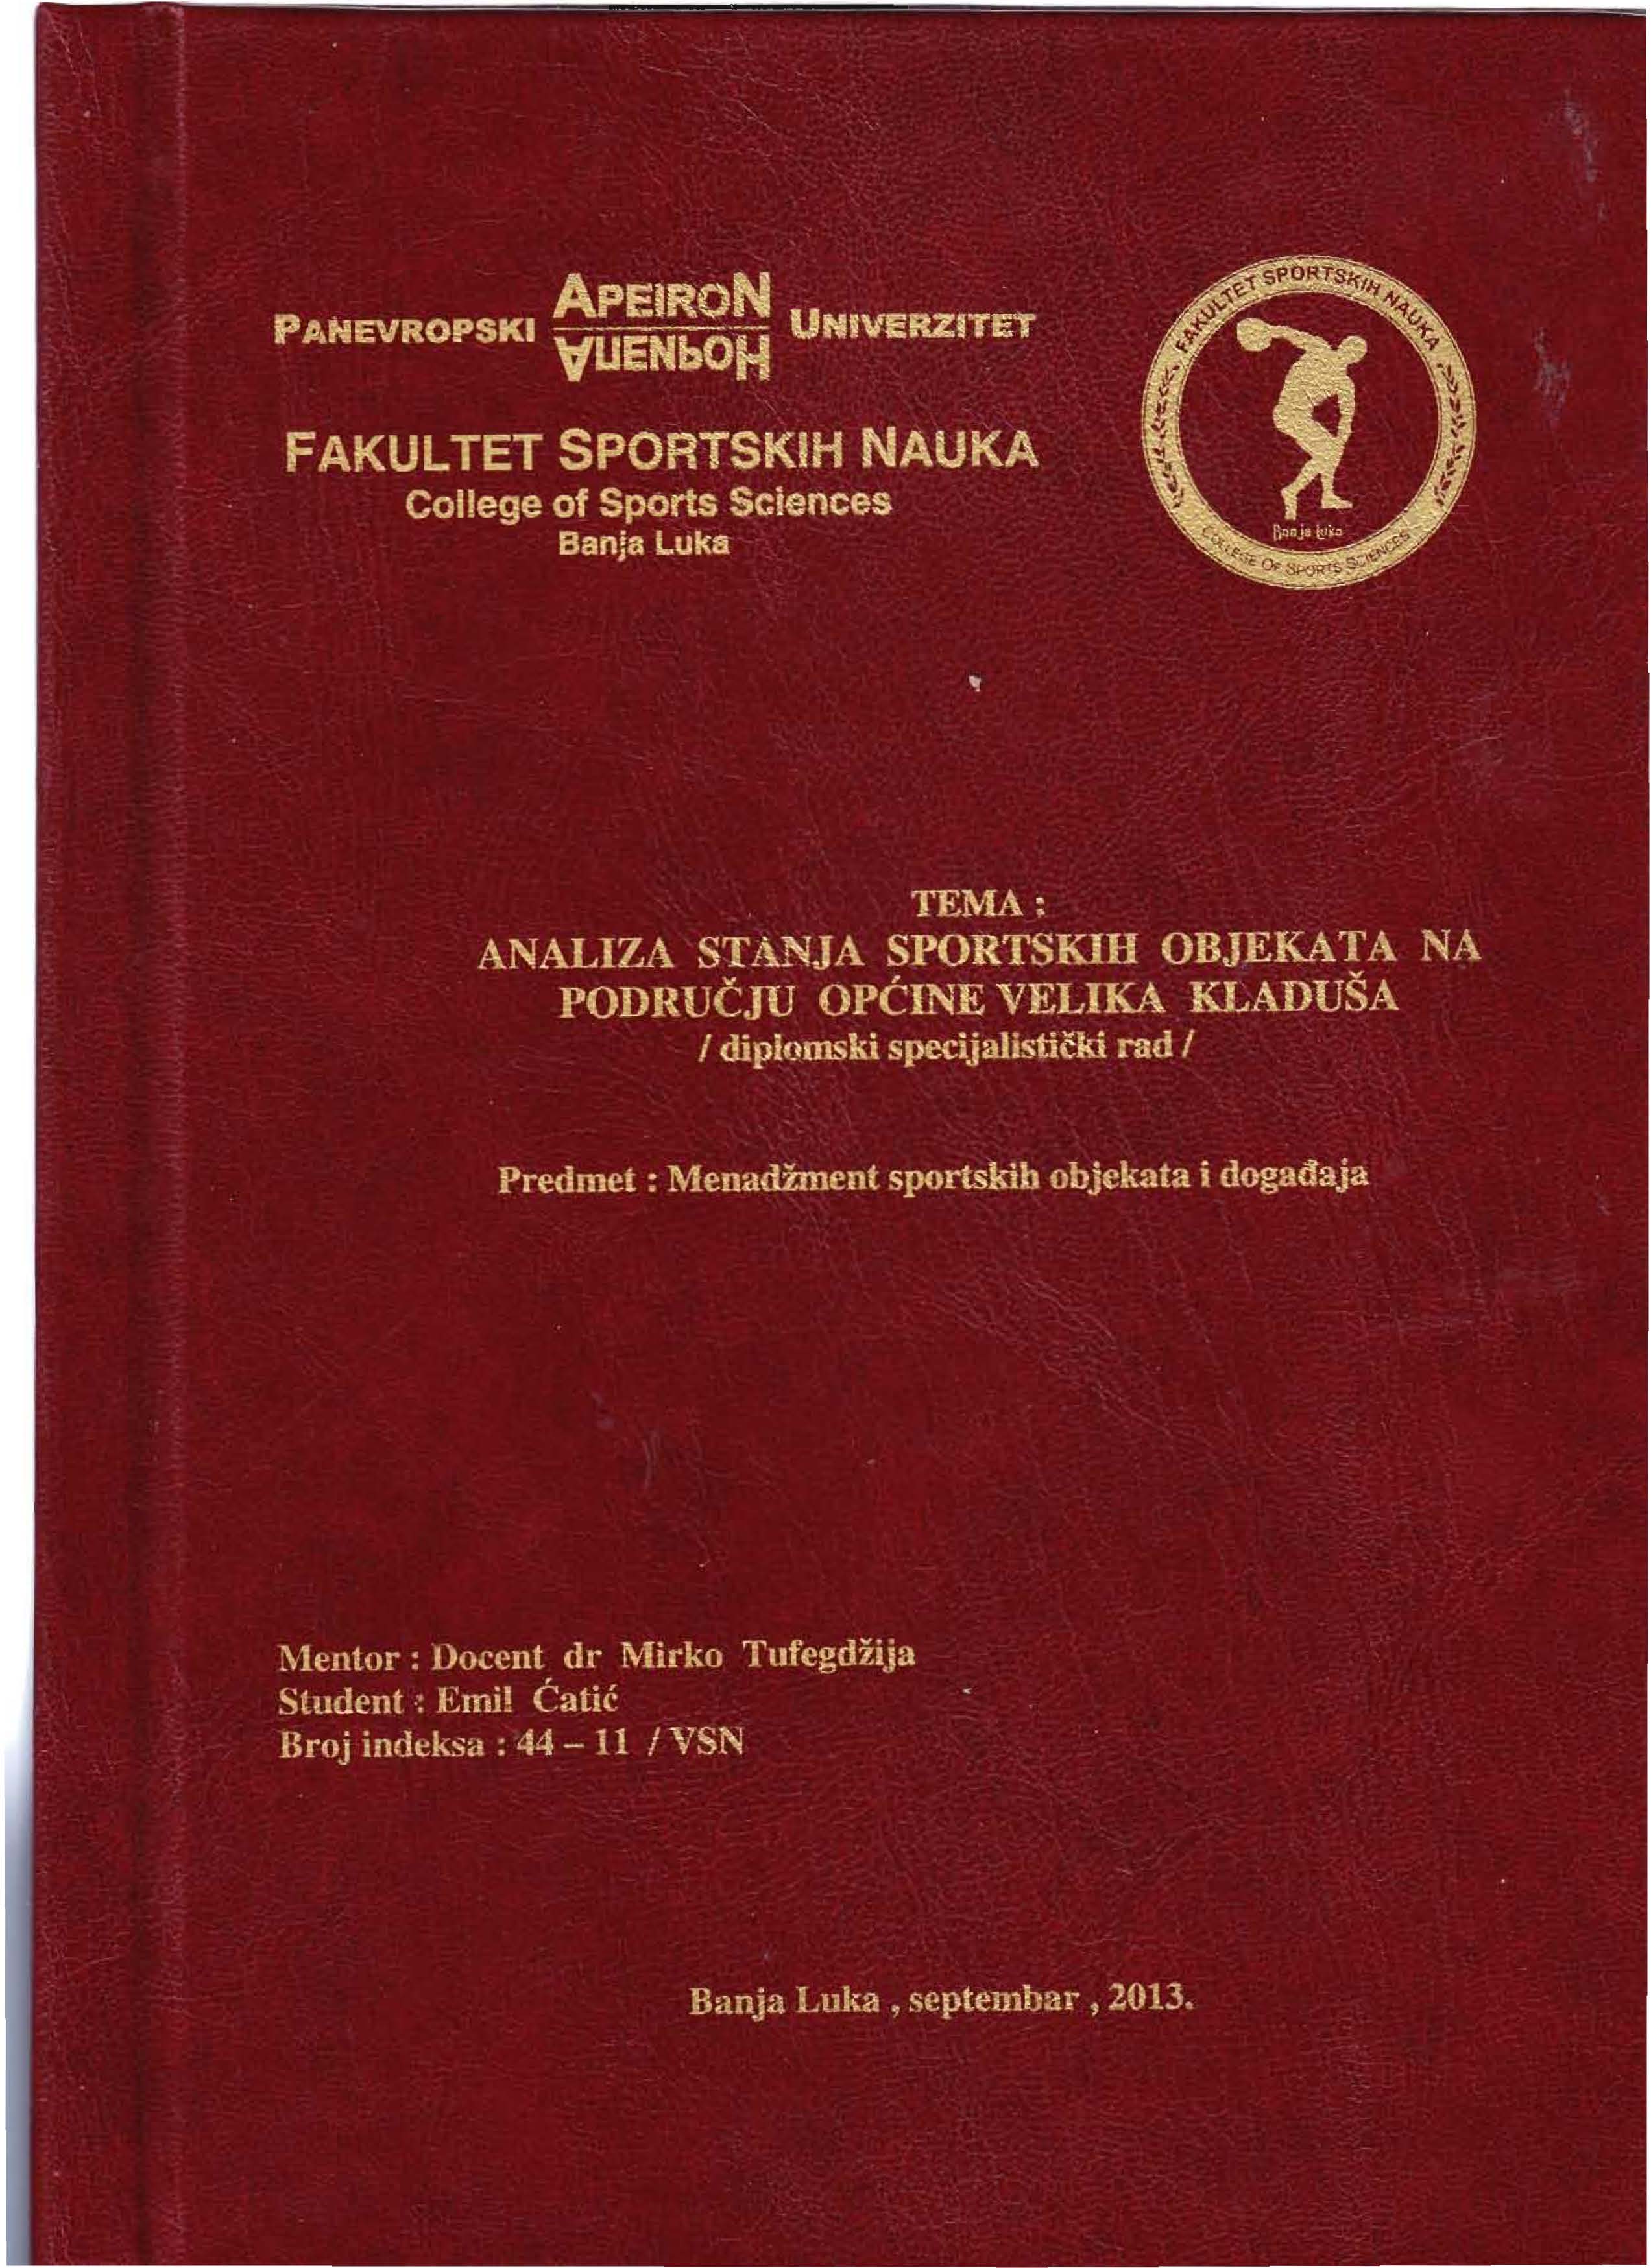 PANEVROPSKI APEIRON UNIVERZITET
FAKULTET SPORTSKIH NAUKA
College of Sports Sciences
Banja Luka
FAKULTET SPORTSKIH NAUKA
Banja Luka
COLLEGE OF SPORTS SCIENCES
TEMA :
ANALIZA STANJA SPORTSKIH OBJEKATA NA
PODRUČJU OPĆINE VELIKA KLADUŠA
/ diplomski specijalistički rad /
Predmet : Menadžment sportskih objekata i događaja
Mentor : Docent dr Mirko Tufegdžija
Student : Emil Ćatić
Broj indeksa : 44 – 11 / VSN
Banja Luka , septembar , 2013.